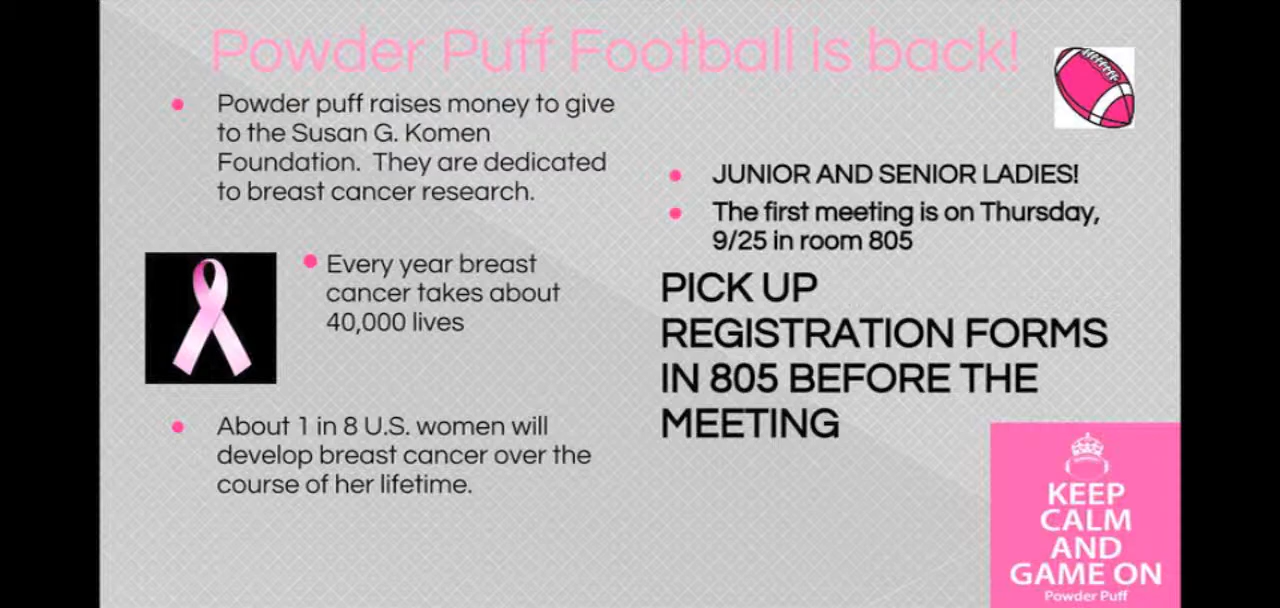 Powder Puff Football is back!
Powder puff raises money to give
to the Susan G. Komen
Foundation.  They are dedicated
to breast cancer research.
Every year breast
cancer takes about
40,000 lives
About 1 in 8 U.S. women will
develop breast cancer over the
course of her lifetime.
JUNIOR AND SENIOR LADIES!
The first meeting is on Thursday,
9/25 in room 805
PICK UP
REGISTRATION FORMS
IN 805 BEFORE THE
MEETING
KEEP
CALM
AND
GAME ON
Powder Puff